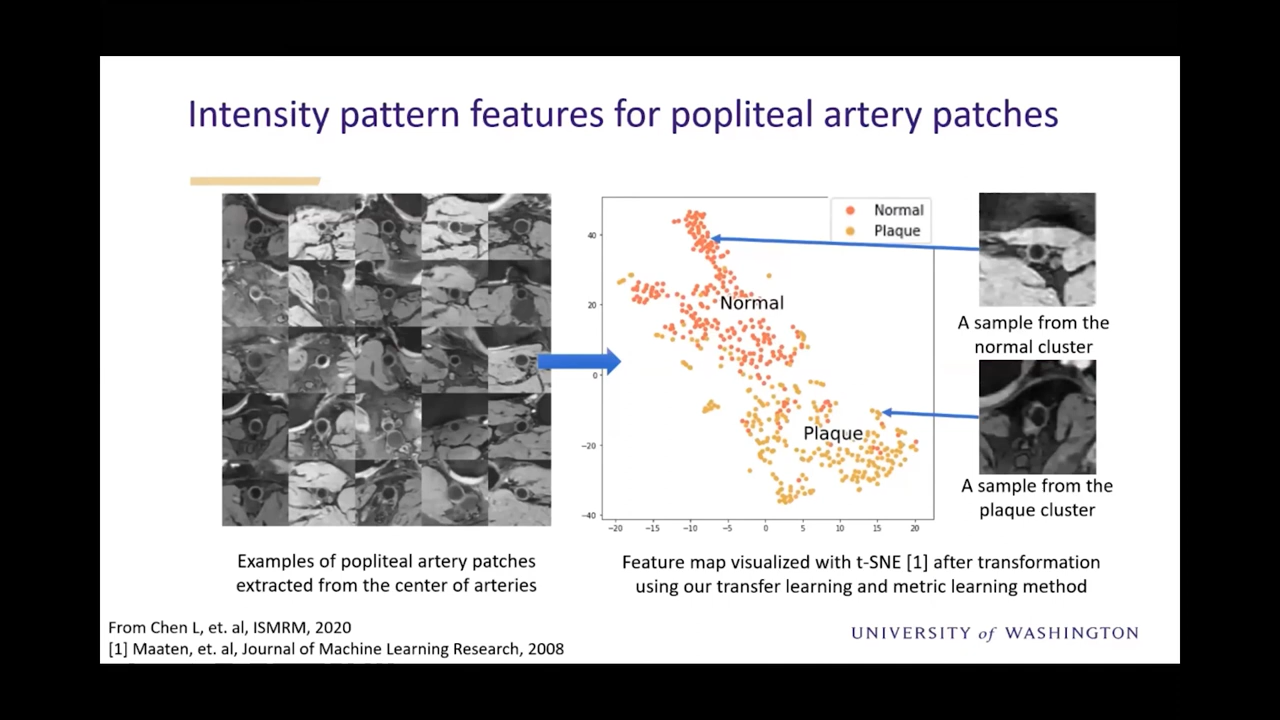 Intensity pattern features for popliteal artery patches
Normal
Plaque
40
20
0
−20
−40
−20
−15
−10
−5
0
5
10
15
20
Normal
Plaque
A sample from the
normal cluster
A sample from the
plaque cluster
Examples of popliteal artery patches
extracted from the center of arteries
Feature map visualized with t-SNE [1] after transformation
using our transfer learning and metric learning method
From Chen L, et. al, ISMRM, 2020
[1] Maaten, et. al, Journal of Machine Learning Research, 2008
UNIVERSITY of WASHINGTON